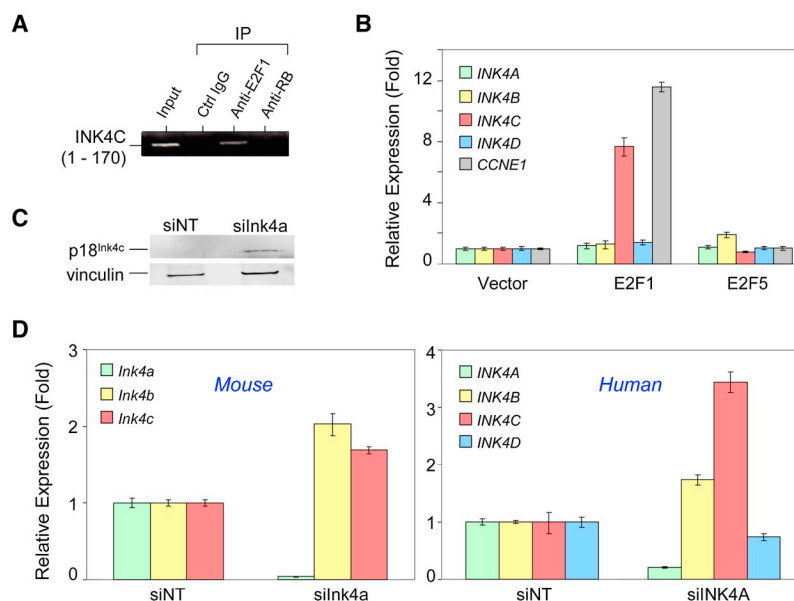 A
IP
Input
Ctrl IgG
Anti-E2F1
Anti-RB
INK4C
(1 - 170)
B
Relative Expression (Fold)
12
8
4
0
INK4A
INK4B
INK4C
INK4D
CCNE1
Vector
E2F1
E2F5
C
siNT
siInk4a
p18Ink4c
vinculin
D
Relative Expression (Fold)
3
2
1
0
Ink4a
Ink4b
Ink4c
Mouse
siNT
siInk4a
4
3
2
1
0
INK4A
INK4B
INK4C
INK4D
Human
siNT
siINK4A